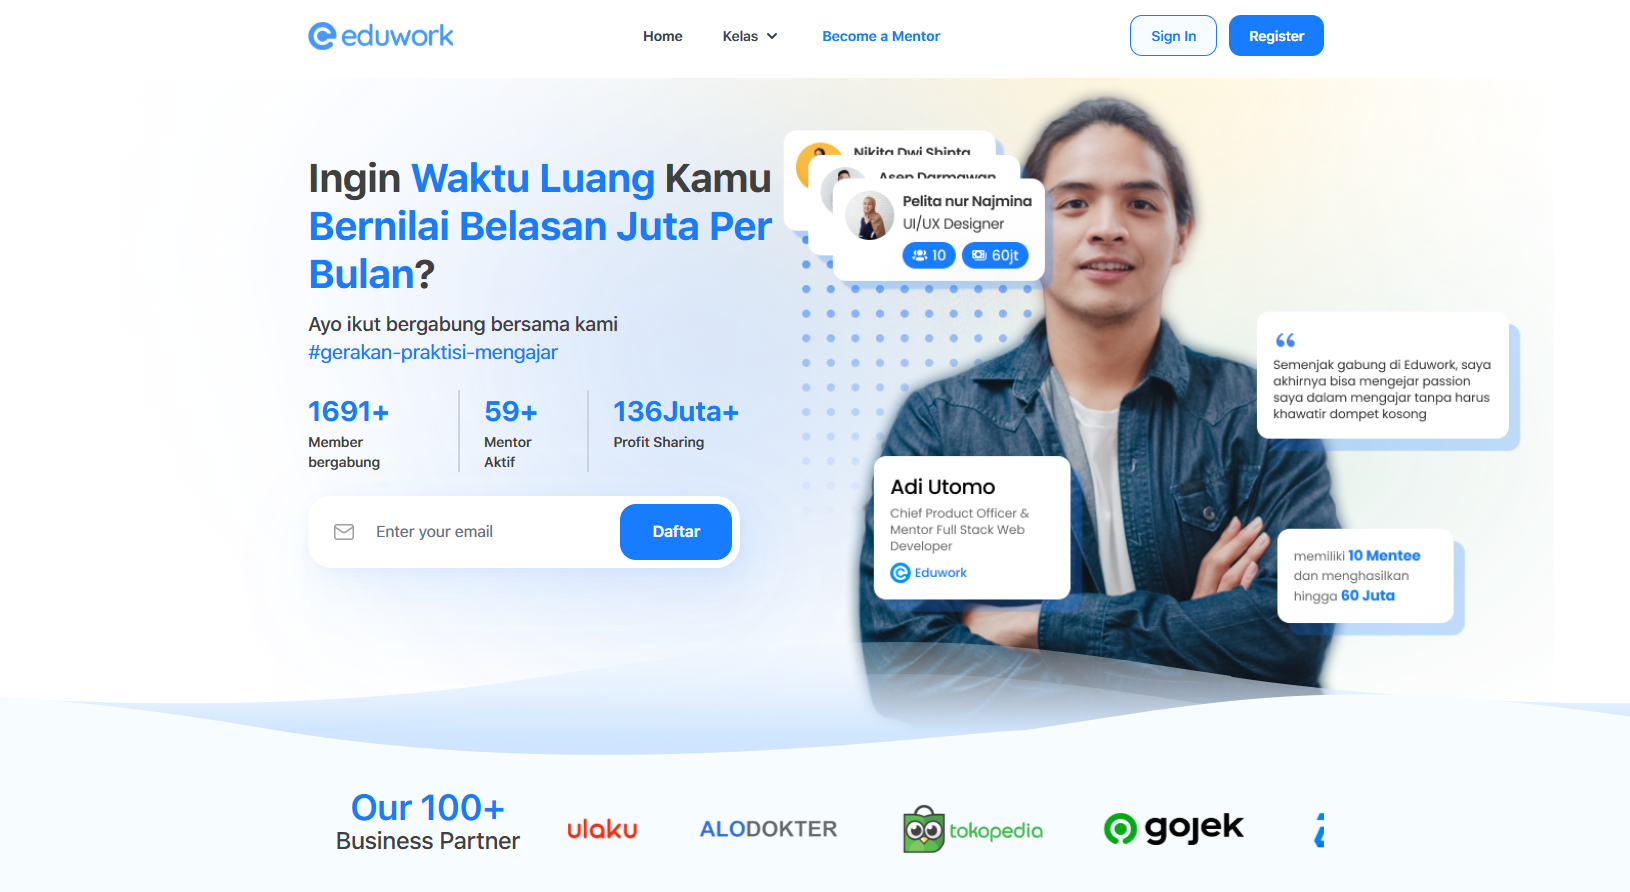 eduwork
Home
Kelas
Become a Mentor
Sign In
Register
Ingin Waktu Luang Kamu
Bernilai Belasan Juta Per
Bulan?
Ayo ikut bergabung bersama kami
#gerakan-praktisi-mengajar
1691+
Member
bergabung
59+
Mentor
Aktif
136Juta+
Profit Sharing
Enter your email
Daftar
Nikita Dwi Shinta
Asep Darmawan
Pelita nur Najmina
UI/UX Designer
10
60jt
“
Semenjak gabung di Eduwork, saya
akhirnya bisa mengejar passion
saya dalam mengajar tanpa harus
khawatir dompet kosong
Adi Utomo
Chief Product Officer &
Mentor Full Stack Web
Developer
Eduwork
memiliki 10 Mentee
dan menghasilkan
hingga 60 Juta
Our 100+
Business Partner
ulaku
ALODOKTER
tokopedia
gojek